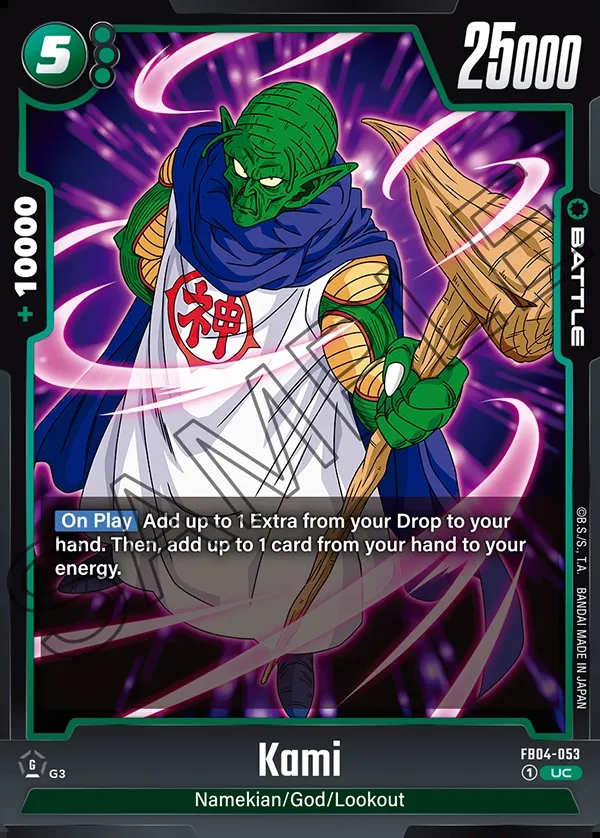 5
25000
+ 10000
BATTLE
神
SAMPLE
On Play Add up to 1 Extra from your Drop to your
hand. Then, add up to 1 card from your hand to your
energy.
©B.S./S., T.A. BANDAI MADE IN JAPAN
Kami
FB04-053
G G3
1 UC
Namekian/God/Lookout